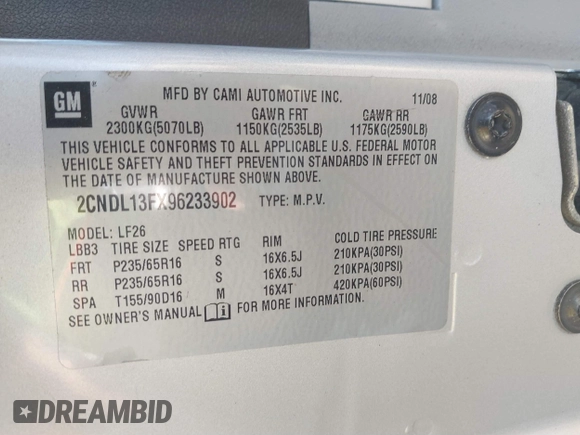 GM
MFD BY CAMI AUTOMOTIVE INC. 11/08
GVWR GAWR FRT GAWR RR
2300KG(5070LB) 1150KG(2535LB) 1175KG(2590LB)
THIS VEHICLE CONFORMS TO ALL APPLICABLE U.S. FEDERAL MOTOR
VEHICLE SAFETY AND THEFT PREVENTION STANDARDS IN EFFECT ON
THE DATE OF MANUFACTURE SHOWN ABOVE.
2CNDL13FX96233902 TYPE: M.P.V.
MODEL: LF26
LBB3 TIRE SIZE SPEED RTG RIM COLD TIRE PRESSURE
FRT P235/65R16 S 16X6.5J 210KPA(30PSI)
RR P235/65R16 S 16X6.5J 210KPA(30PSI)
SPA T155/90D16 M 16X4T 420KPA(60PSI)
SEE OWNER'S MANUAL FOR MORE INFORMATION.
DREAMBID